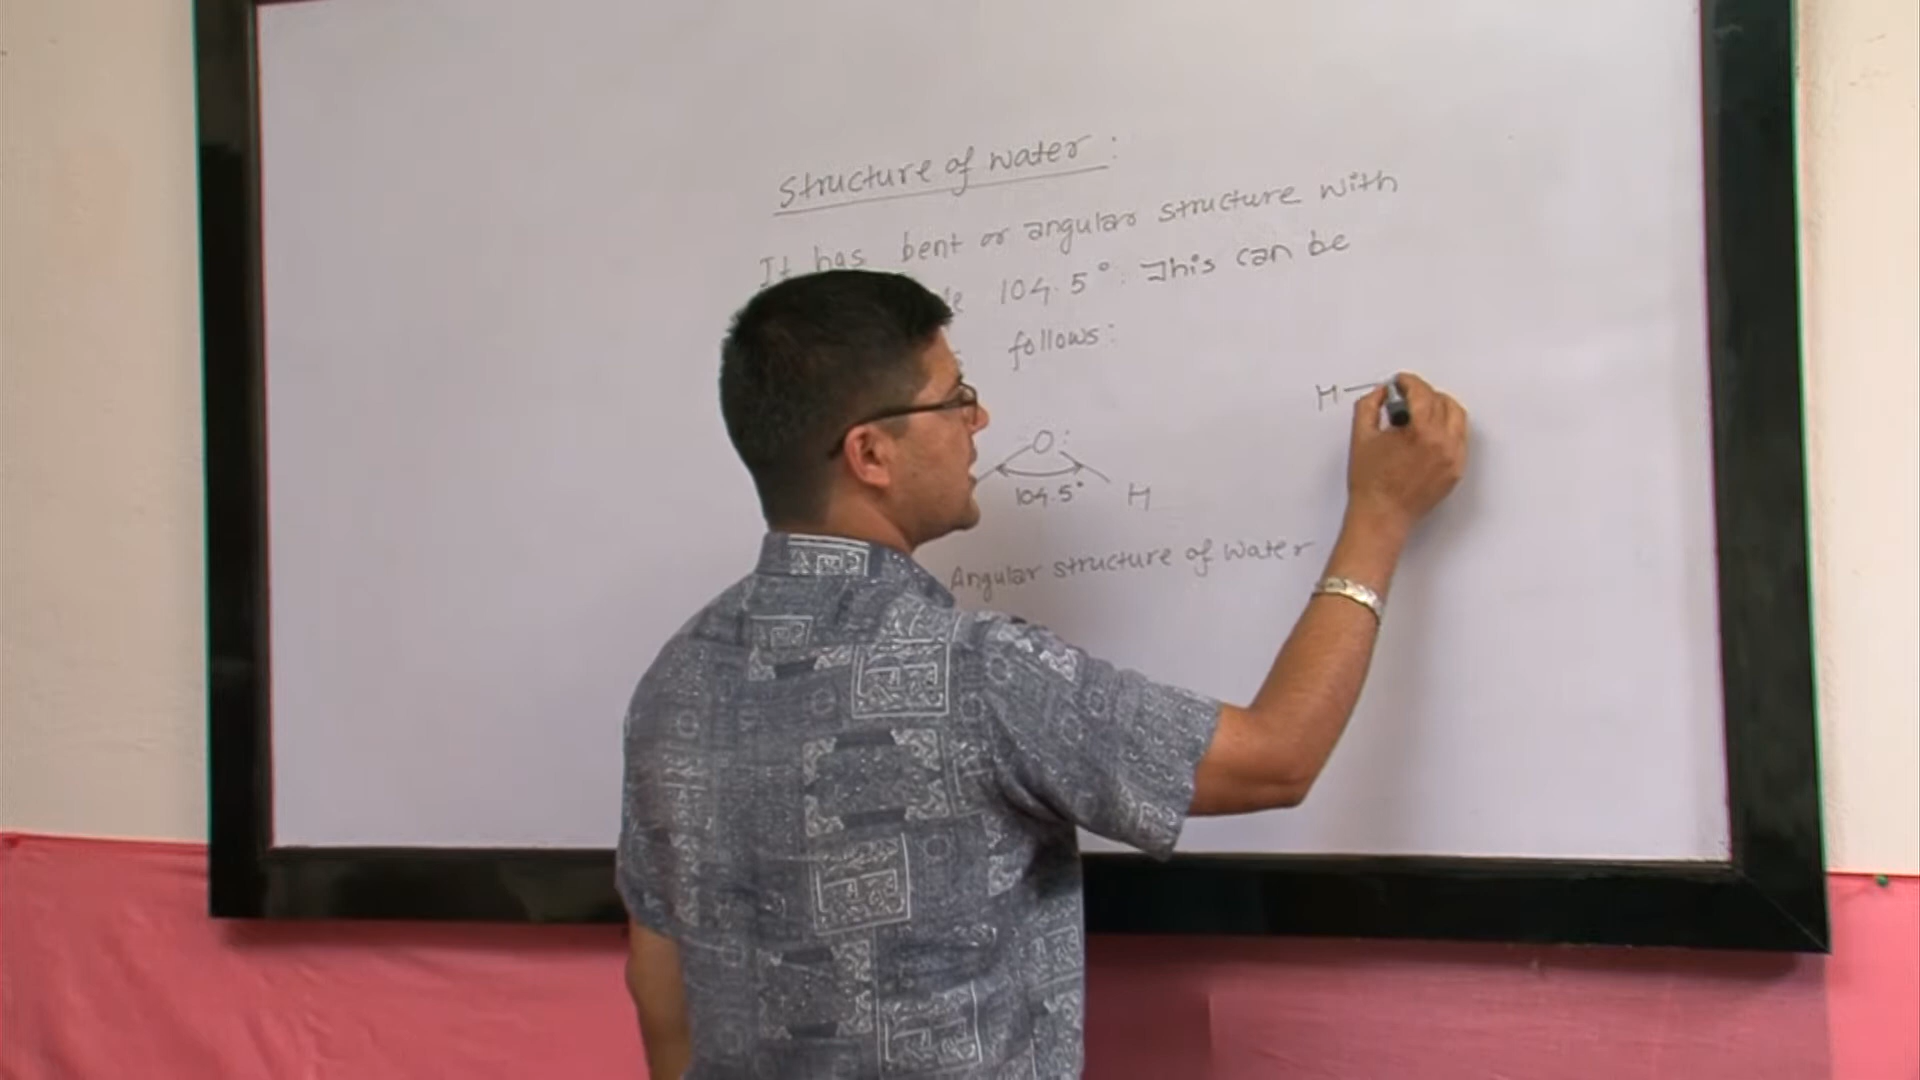 Structure of water :
It has bent or angular structure with
104.5°. This can be
follows:
H—
O:
104.5°
H
Angular structure of water